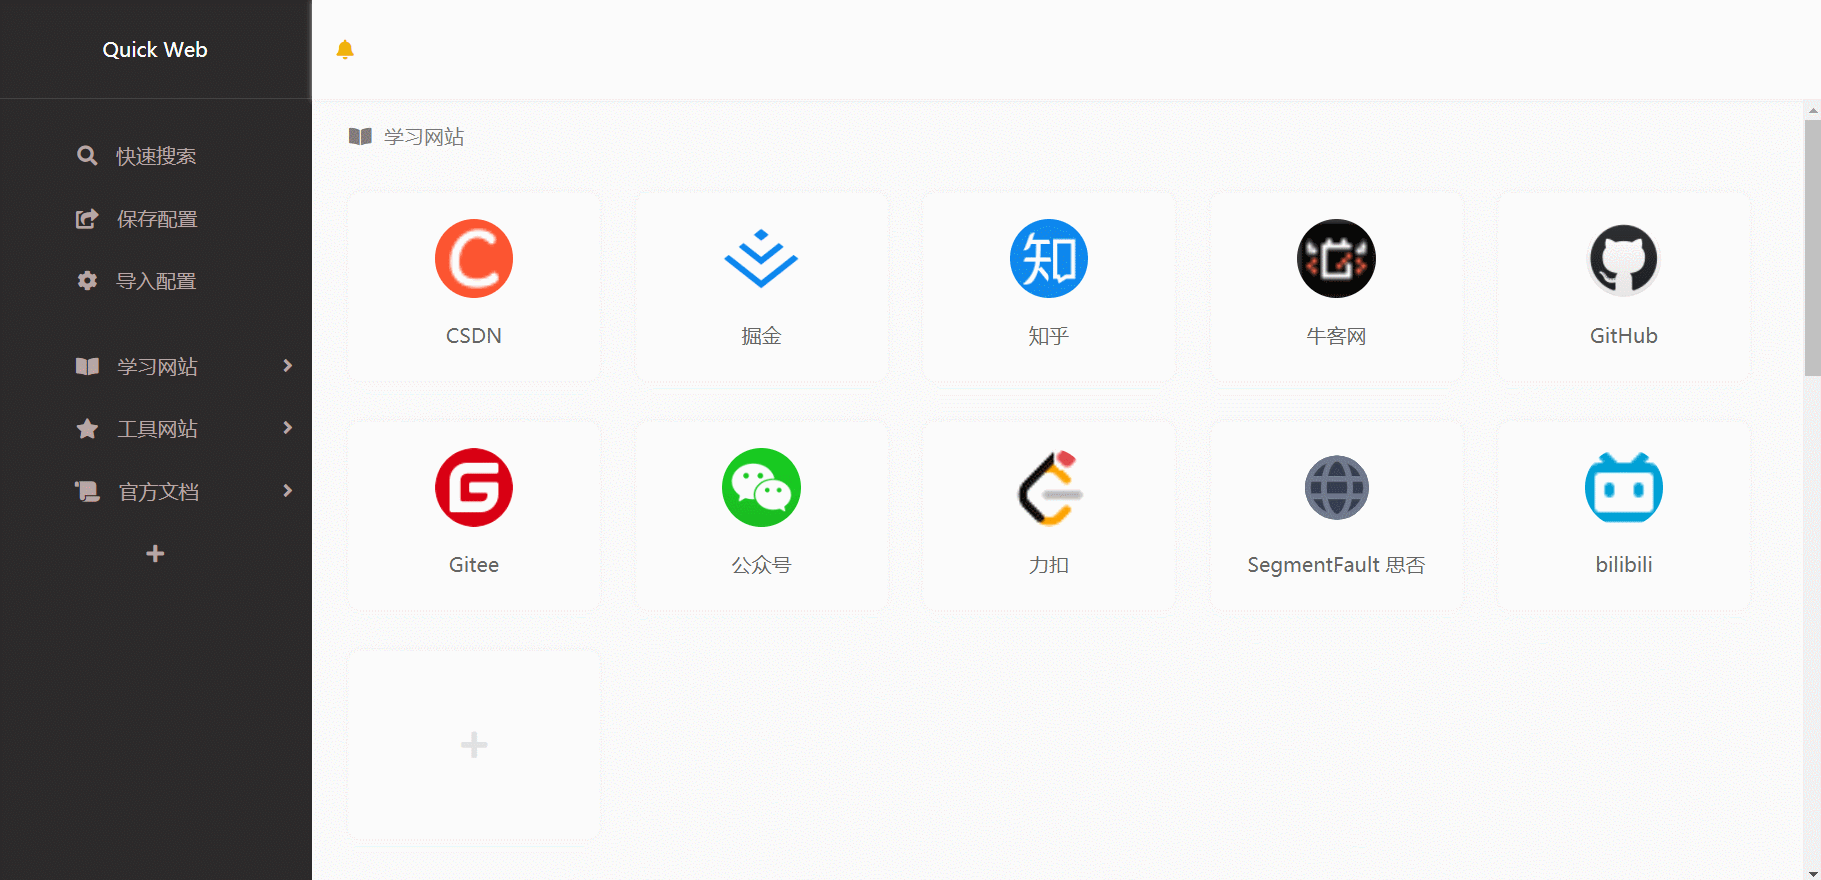 Quick Web
快速搜索
保存配置
导入配置
学习网站
工具网站
官方文档
学习网站
CSDN
掘金
知
知乎
牛客网
GitHub
Gitee
公众号
力扣
SegmentFault 思否
bilibili